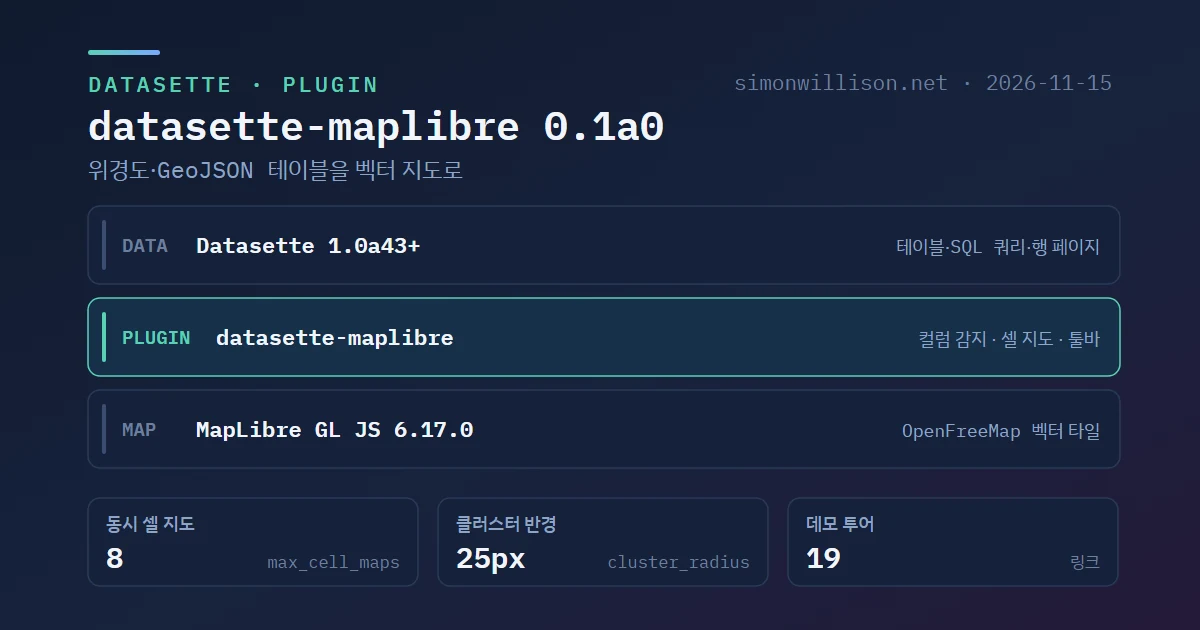 DATASETTE · PLUGIN
simonwillison.net · 2026-11-15
datasette-maplibre 0.1a0
위경도·GeoJSON 테이블을 벡터 지도로
DATA Datasette 1.0a43+ 테이블·SQL 쿼리·행 페이지
PLUGIN datasette-maplibre 컬럼 감지 · 셀 지도 · 툴바
MAP MapLibre GL JS 6.17.0 OpenFreeMap 벡터 타일
동시 셀 지도
8 max_cell_maps
클러스터 반경
25px cluster_radius
데모 투어
19 링크